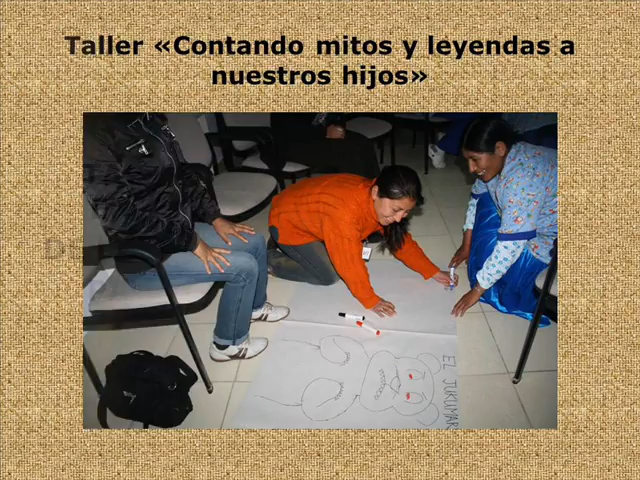 Taller «Contando mitos y leyendas a
nuestros hijos»
EL JUKUMARI